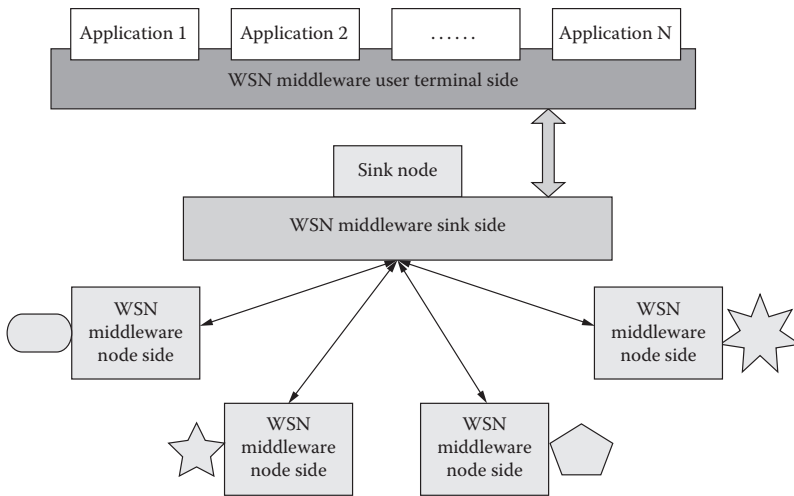 Application 1
Application 2
......
Application N
WSN middleware user terminal side
Sink node
WSN middleware sink side
WSN
middleware
node side
WSN
middleware
node side
WSN
middleware
node side
WSN
middleware
node side